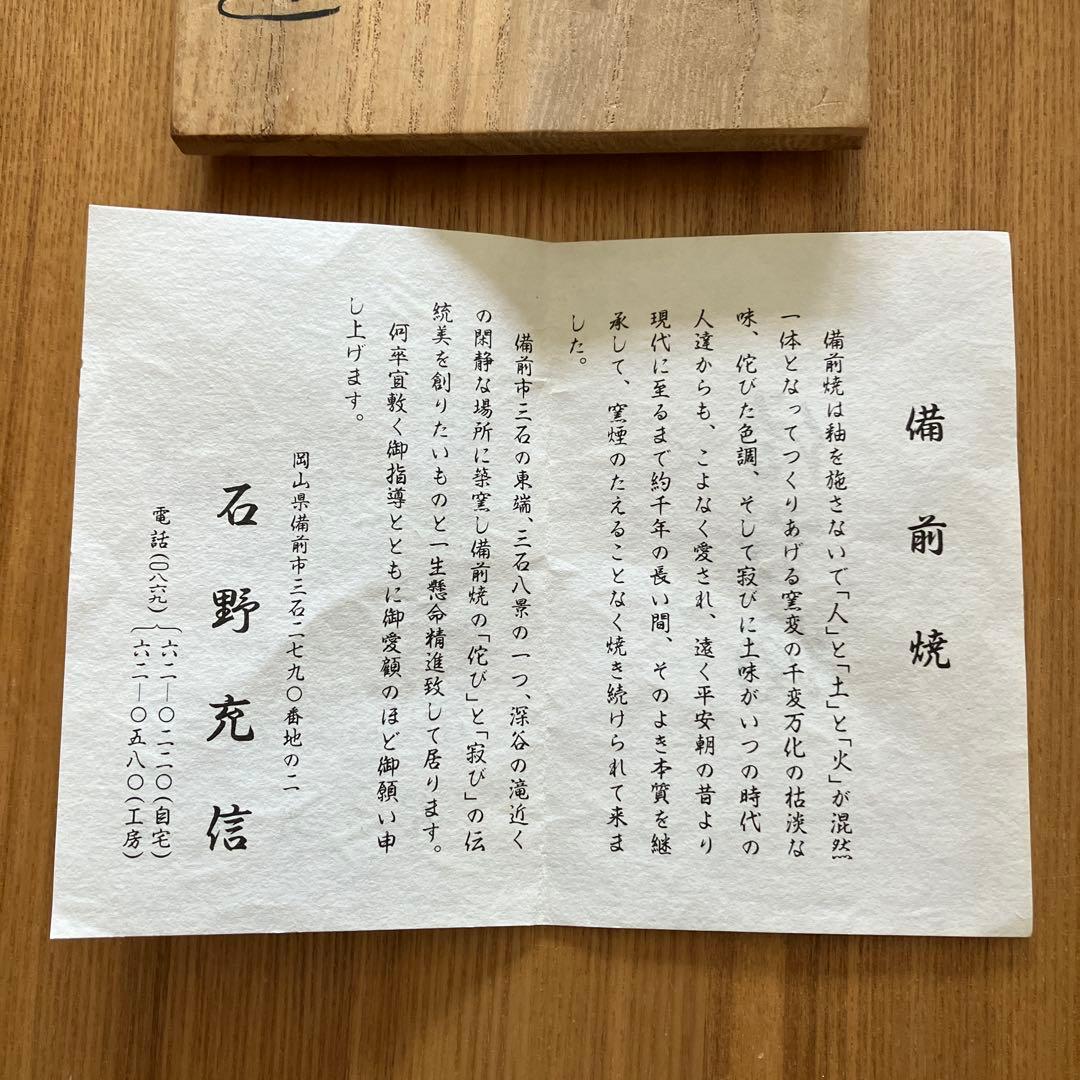 備前焼
備前焼は釉を施さないで「人」と「土」と「火」が混然
一体となってつくりあげる窯変の千変万化の枯淡な
味、侘びた色調、そして寂びに土味がいつの時代の
人達からも、こよなく愛され、遠く平安朝の昔より
現代に至るまで約千年の長い間、そのよき本質を継
承して、窯煙のたえることなく焼き続けられて来ま
した。
備前市三石の東端、三石八景の一つ、深谷の滝近く
の閑静な場所に築窯し備前焼の「侘び」と「寂び」の伝
統美を創りたいものと一生懸命精進致して居ります。
何卒宜敷く御指導とともに御愛顧のほど御願い申
し上げます。
岡山県備前市三石二七九〇番地の二
石野充信
電話(〇八六九)
六二―〇二二〇(自宅)
六二―〇五八〇(工房)